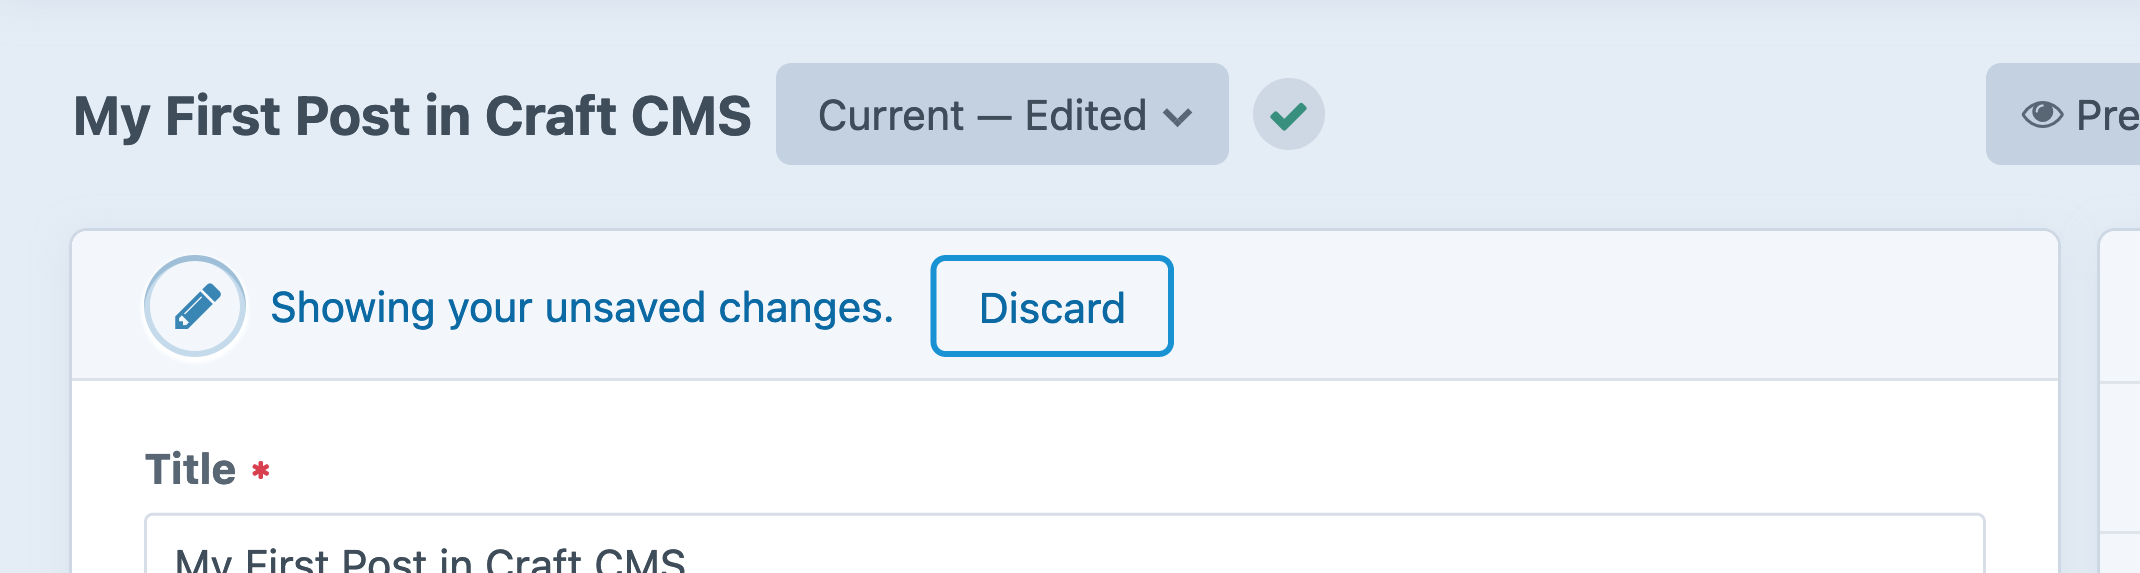 My First Post in Craft CMS
Current — Edited
Showing your unsaved changes.
Discard
Title *
My First Post in Craft CMS